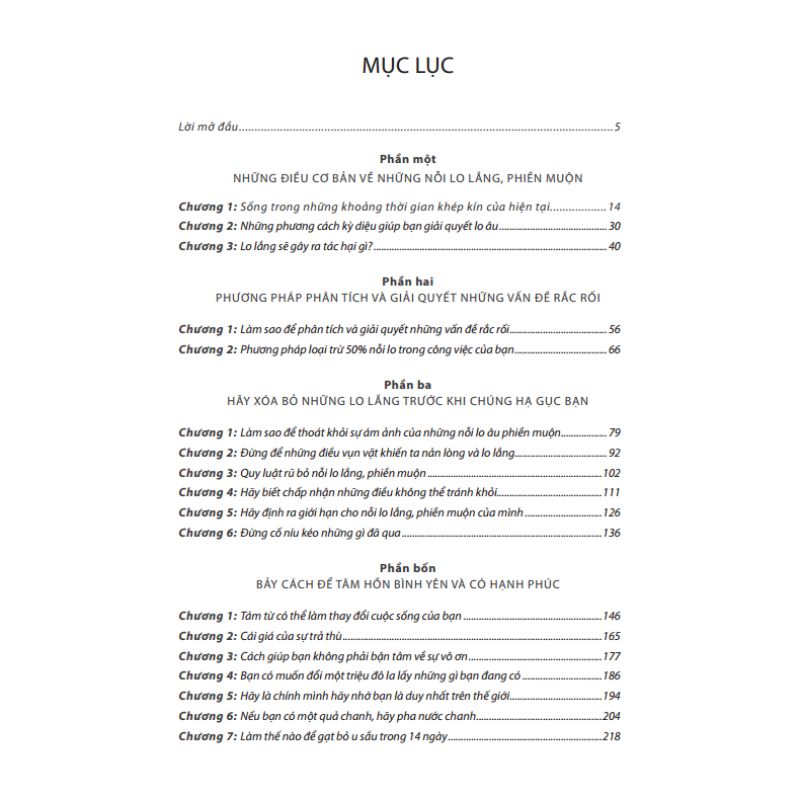 MỤC LỤC
Lời mở đầu.....5
Phần một
NHỮNG ĐIỀU CƠ BẢN VỀ NHỮNG NỖI LO LẮNG, PHIỀN MUỘN
Chương 1: Sống trong những khoảng thời gian khép kín của hiện tại.....14
Chương 2: Những phương cách kỳ diệu giúp bạn giải quyết lo âu.....30
Chương 3: Lo lắng sẽ gây ra tác hại gì?.....40
Phần hai
PHƯƠNG PHÁP PHÂN TÍCH VÀ GIẢI QUYẾT NHỮNG VẤN ĐỀ RẮC RỐI
Chương 1: Làm sao để phân tích và giải quyết những vấn đề rắc rối.....56
Chương 2: Phương pháp loại trừ 50% nỗi lo trong công việc của bạn.....66
Phần ba
HÃY XÓA BỎ NHỮNG LO LẮNG TRƯỚC KHI CHÚNG HẠ GỤC BẠN
Chương 1: Làm sao để thoát khỏi sự ám ảnh của những nỗi lo âu phiền muộn.....79
Chương 2: Đừng để những điều vụn vặt khiến ta nản lòng và lo lắng.....92
Chương 3: Quy luật rũ bỏ nỗi lo lắng, phiền muộn.....102
Chương 4: Hãy biết chấp nhận những điều không thể tránh khỏi.....111
Chương 5: Hãy định ra giới hạn cho nỗi lo lắng, phiền muộn của mình.....126
Chương 6: Đừng cố níu kéo những gì đã qua.....136
Phần bốn
BẢY CÁCH ĐỂ TÂM HỒN BÌNH YÊN VÀ CÓ HẠNH PHÚC
Chương 1: Tám từ có thể làm thay đổi cuộc sống của bạn.....146
Chương 2: Cái giá của sự trả thù.....165
Chương 3: Cách giúp bạn không phải bận tâm về sự vô ơn.....177
Chương 4: Bạn có muốn đổi một triệu đô la lấy những gì bạn đang có.....186
Chương 5: Hãy là chính mình hãy nhớ bạn là duy nhất trên thế giới.....194
Chương 6: Nếu bạn có một quả chanh, hãy pha nước chanh.....204
Chương 7: Làm thế nào để gạt bỏ u sầu trong 14 ngày.....218